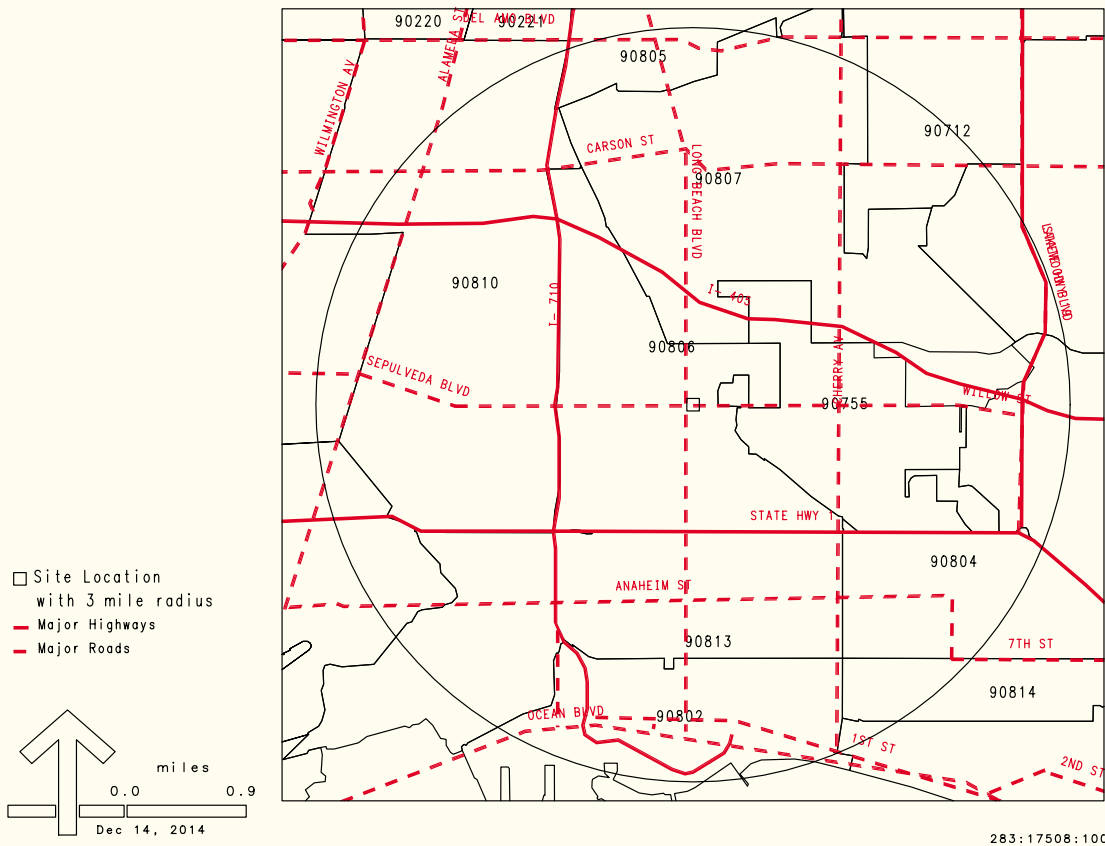 90220
90221
DEL AMO BLVD
ALAMEDA ST
90805
WILMINGTON AV
90712
CARSON ST
LONG BEACH BLVD
90807
90810
I- 710
I- 405
90806
CHERRY AV
SEPULVEDA BLVD
WILLOW ST
90755
STATE HWY 1
90804
Site Location
with 3 mile radius
ANAHEIM ST
Major Highways
90813
7TH ST
Major Roads
90814
OCEAN BLVD
90802
1ST ST
2ND ST
miles
0.0 0.9
Dec 14, 2014
283:17508:100